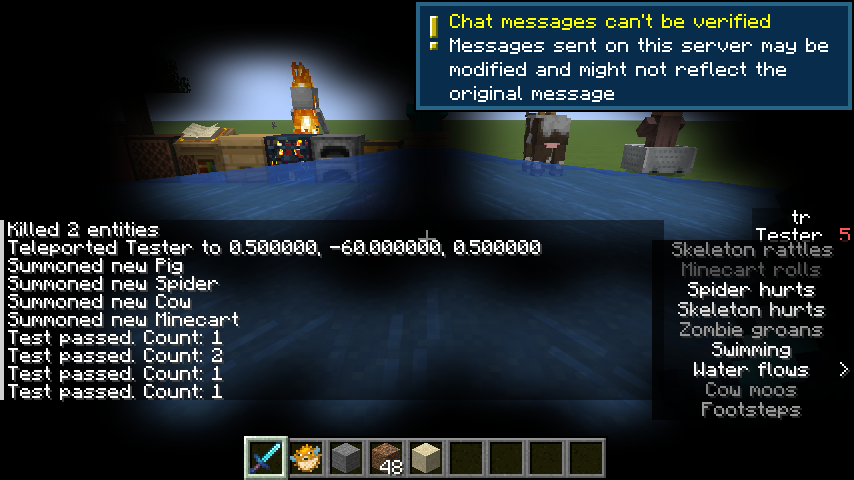 Chat messages can't be verified
Messages sent on this server may be
modified and might not reflect the
original message
Killed 2 entities
Teleported Tester to 0.500000, -60.000000, 0.500000
Summoned new Pig
Summoned new Spider
Summoned new Cow
Summoned new Minecart
Test passed. Count: 1
Test passed. Count: 2
Test passed. Count: 1
Test passed. Count: 1
tr
Tester 5
Skeleton rattles
Minecart rolls
Spider hurts
Skeleton hurts
Zombie groans
Swimming
Water flows >
Cow moos
Footsteps
48